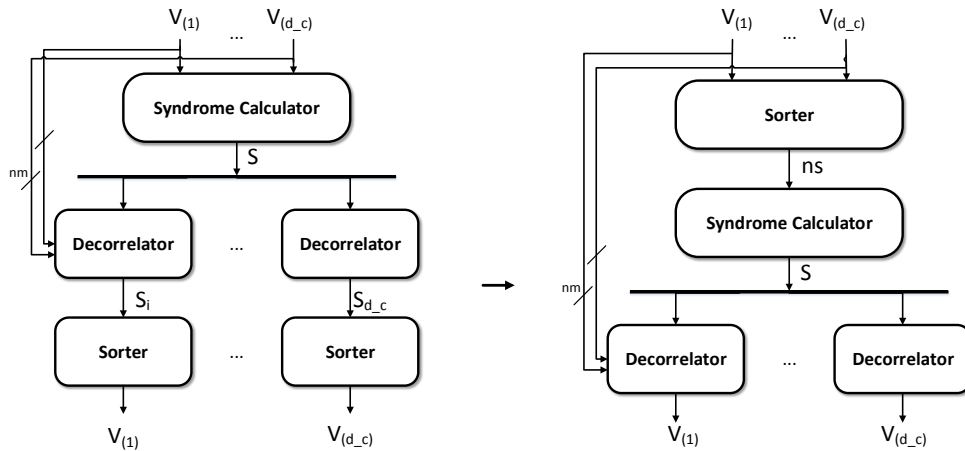 V(1) ... V(d_c)
Syndrome Calculator
S
nm
Decorrelator ... Decorrelator
Si Sd_c
Sorter ... Sorter
V(1) V(d_c)
V(1) ... V(d_c)
Sorter
ns
Syndrome Calculator
S
nm
Decorrelator ... Decorrelator
V(1) V(d_c)